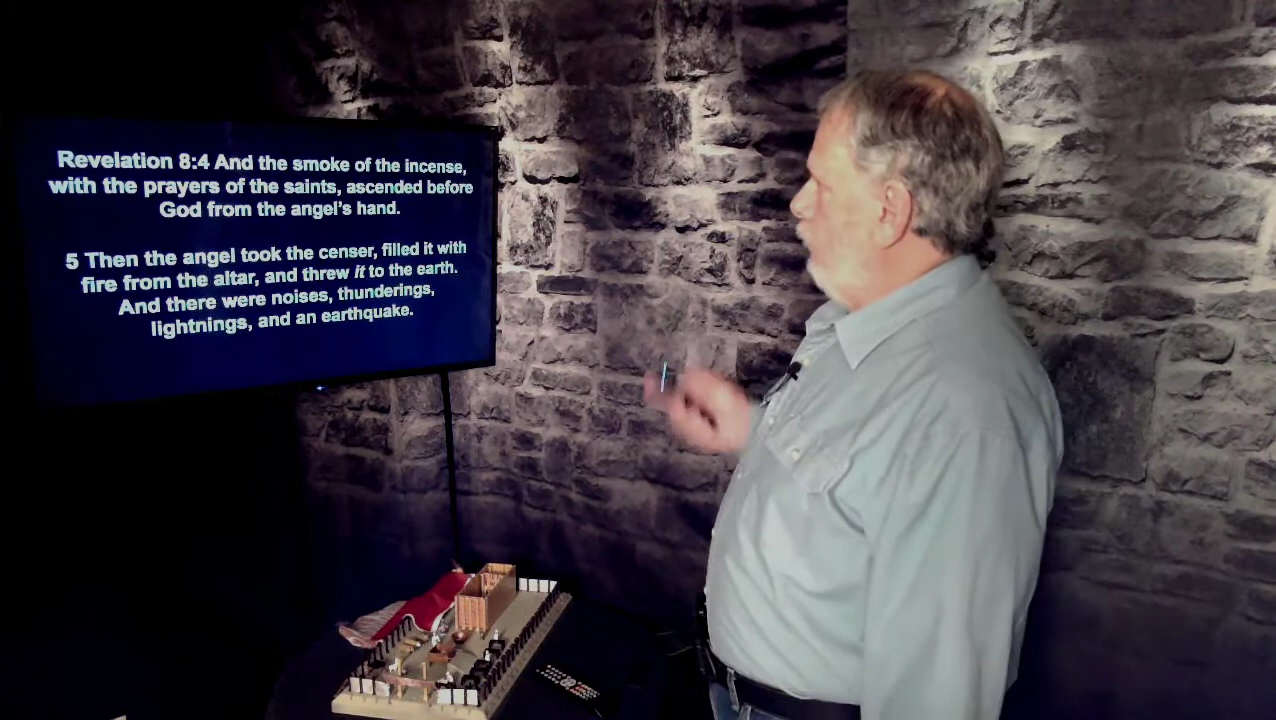 Revelation 8:4 And the smoke of the incense,
with the prayers of the saints, ascended before
God from the angel's hand.
5 Then the angel took the censer, filled it with
fire from the altar, and threw it to the earth.
And there were noises, thunderings,
lightnings, and an earthquake.